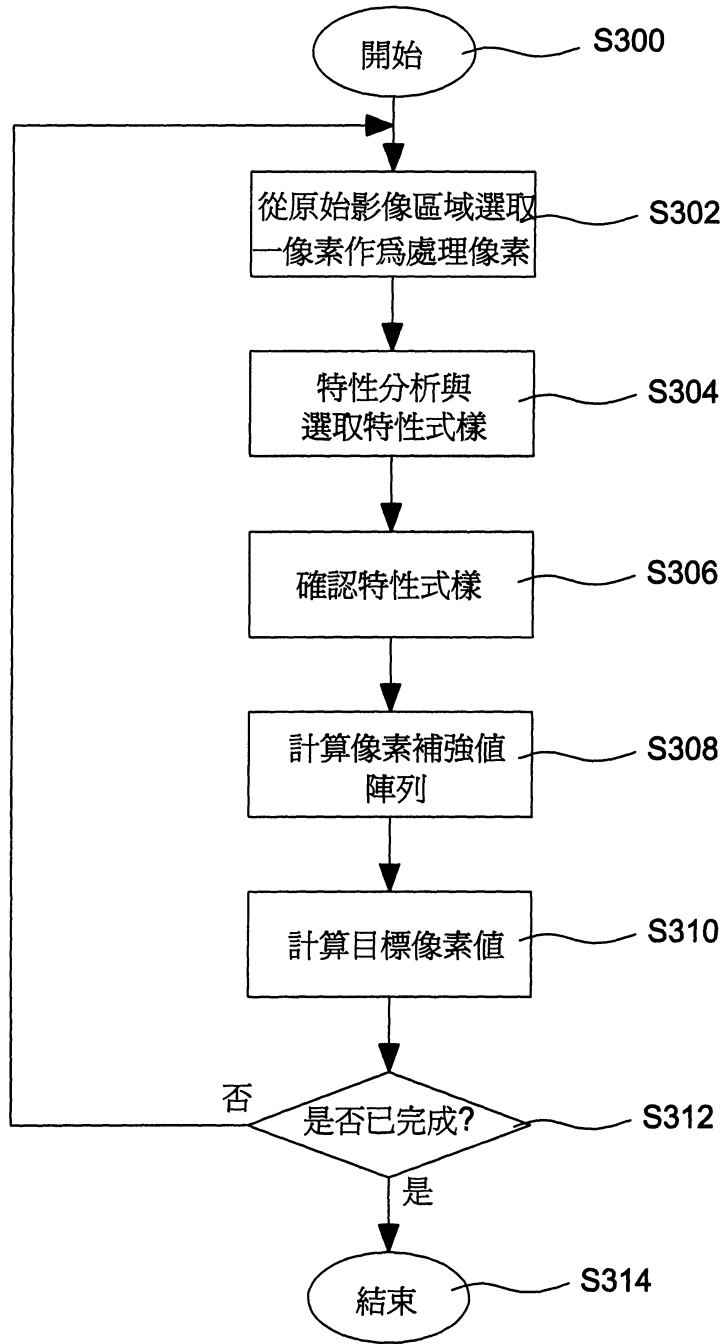 開始
S300
從原始影像區域選取
一像素作爲處理像素
S302
特性分析與
選取特性式樣
S304
確認特性式樣
S306
計算像素補強值
陣列
S308
計算目標像素值
S310
否
是否已完成?
S312
是
結束
S314